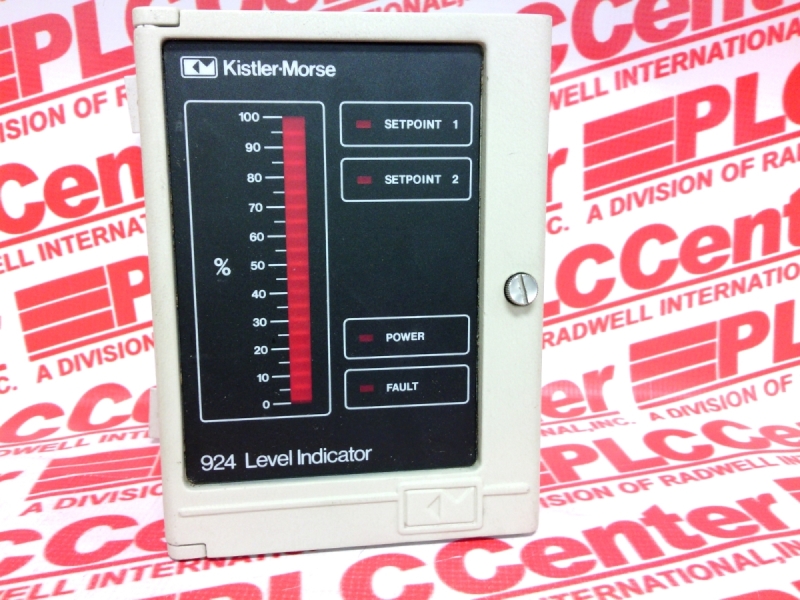 KM Kistler-Morse
100
90
80
70
60
50
40
30
20
10
0
%
SETPOINT 1
SETPOINT 2
POWER
FAULT
924 Level Indicator
PLCCenter
A DIVISION OF RADWELL INTERNATIONAL, INC.